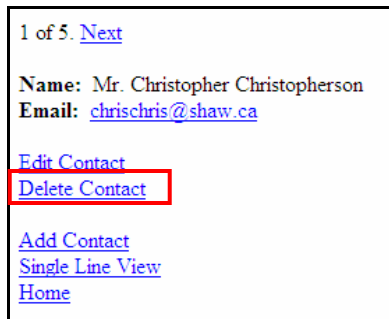 1 of 5. Next
Name: Mr. Christopher Christopherson
Email: chrischris@shaw.ca
Edit Contact
Delete Contact
Add Contact
Single Line View
Home